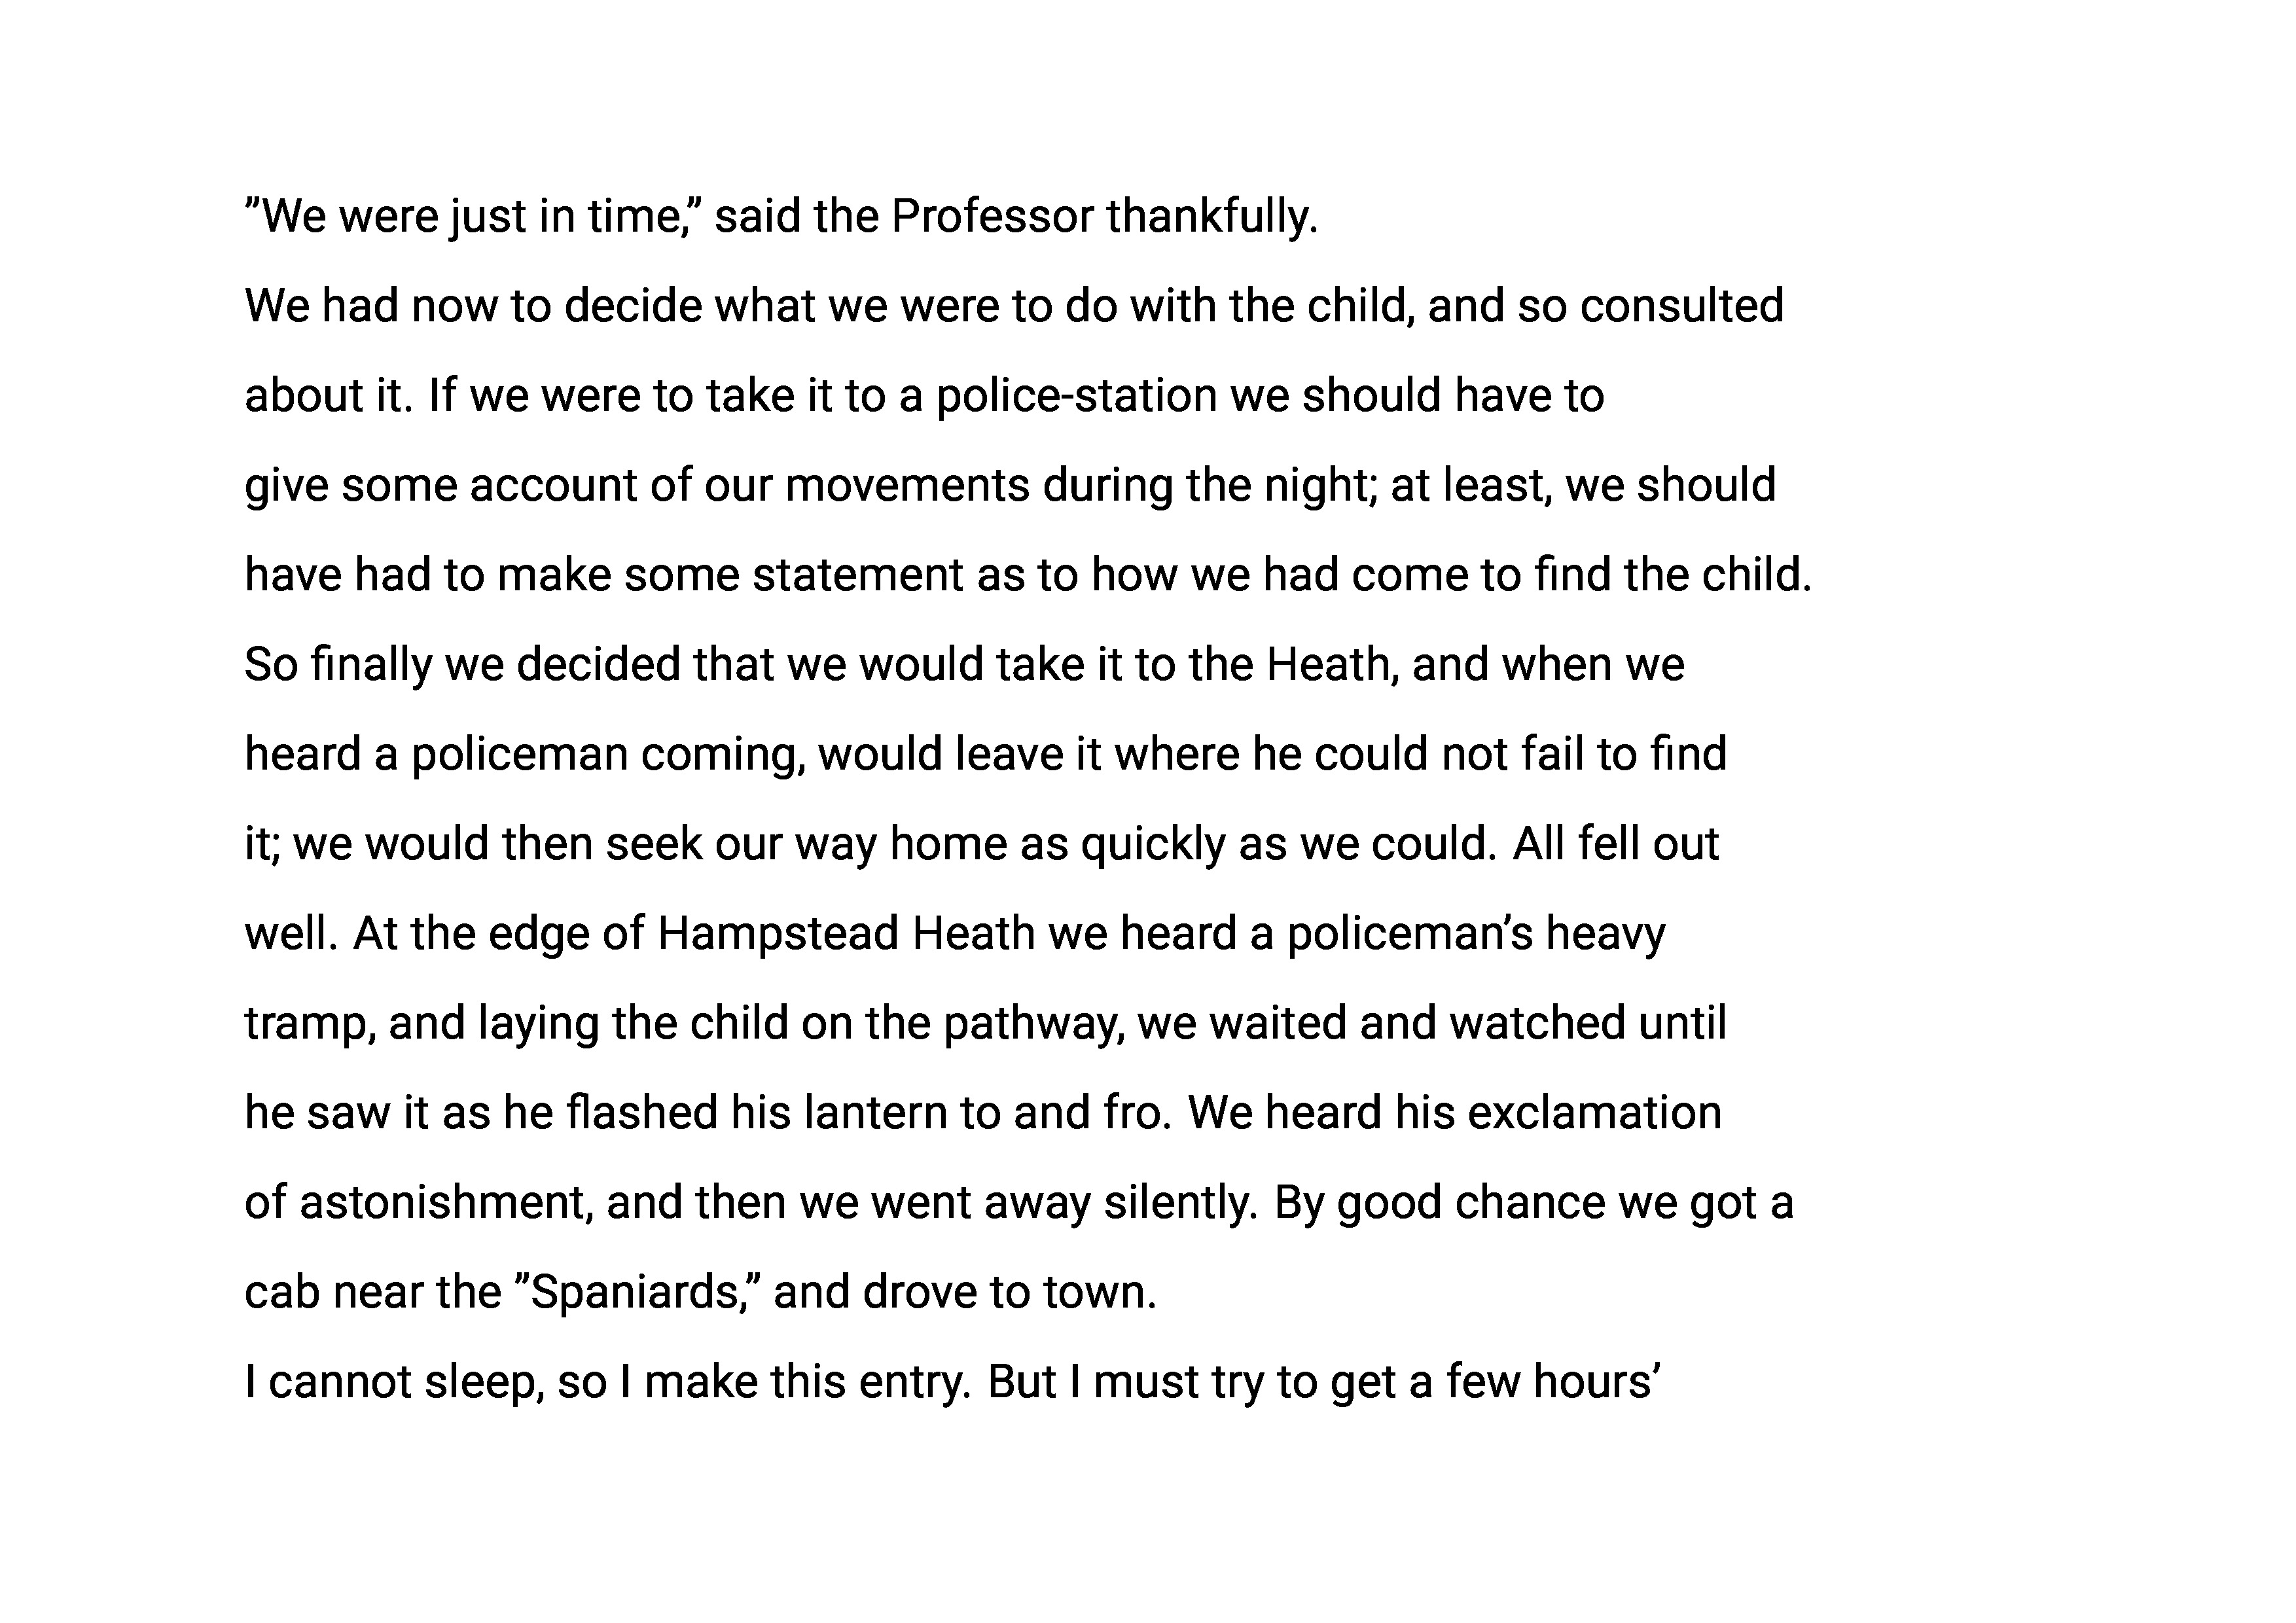 ”We were just in time,” said the Professor thankfully.
We had now to decide what we were to do with the child, and so consulted
about it. If we were to take it to a police-station we should have to
give some account of our movements during the night; at least, we should
have had to make some statement as to how we had come to find the child.
So finally we decided that we would take it to the Heath, and when we
heard a policeman coming, would leave it where he could not fail to find
it; we would then seek our way home as quickly as we could. All fell out
well. At the edge of Hampstead Heath we heard a policeman’s heavy
tramp, and laying the child on the pathway, we waited and watched until
he saw it as he flashed his lantern to and fro. We heard his exclamation
of astonishment, and then we went away silently. By good chance we got a
cab near the ”Spaniards,” and drove to town.
I cannot sleep, so I make this entry. But I must try to get a few hours’